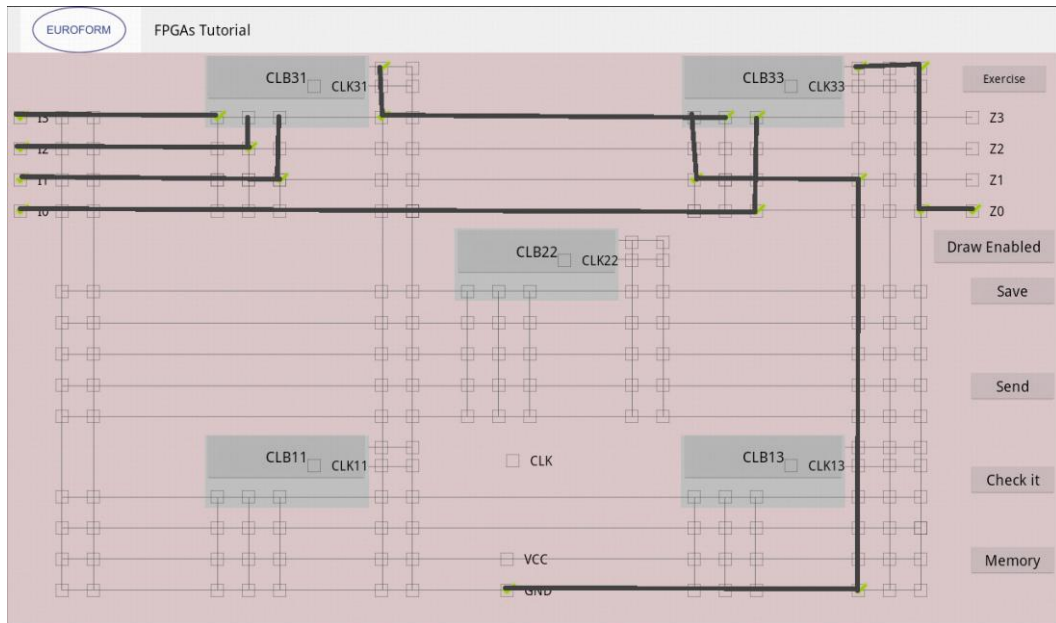 EUROFORM
FPGAs Tutorial
CLB31
CLK31
CLB33
CLK33
Exercise
I3
Z3
I2
Z2
I1
Z1
I0
Z0
CLB22
CLK22
Draw Enabled
Save
Send
CLB11
CLK11
CLK
CLB13
CLK13
Check it
VCC
Memory
GND